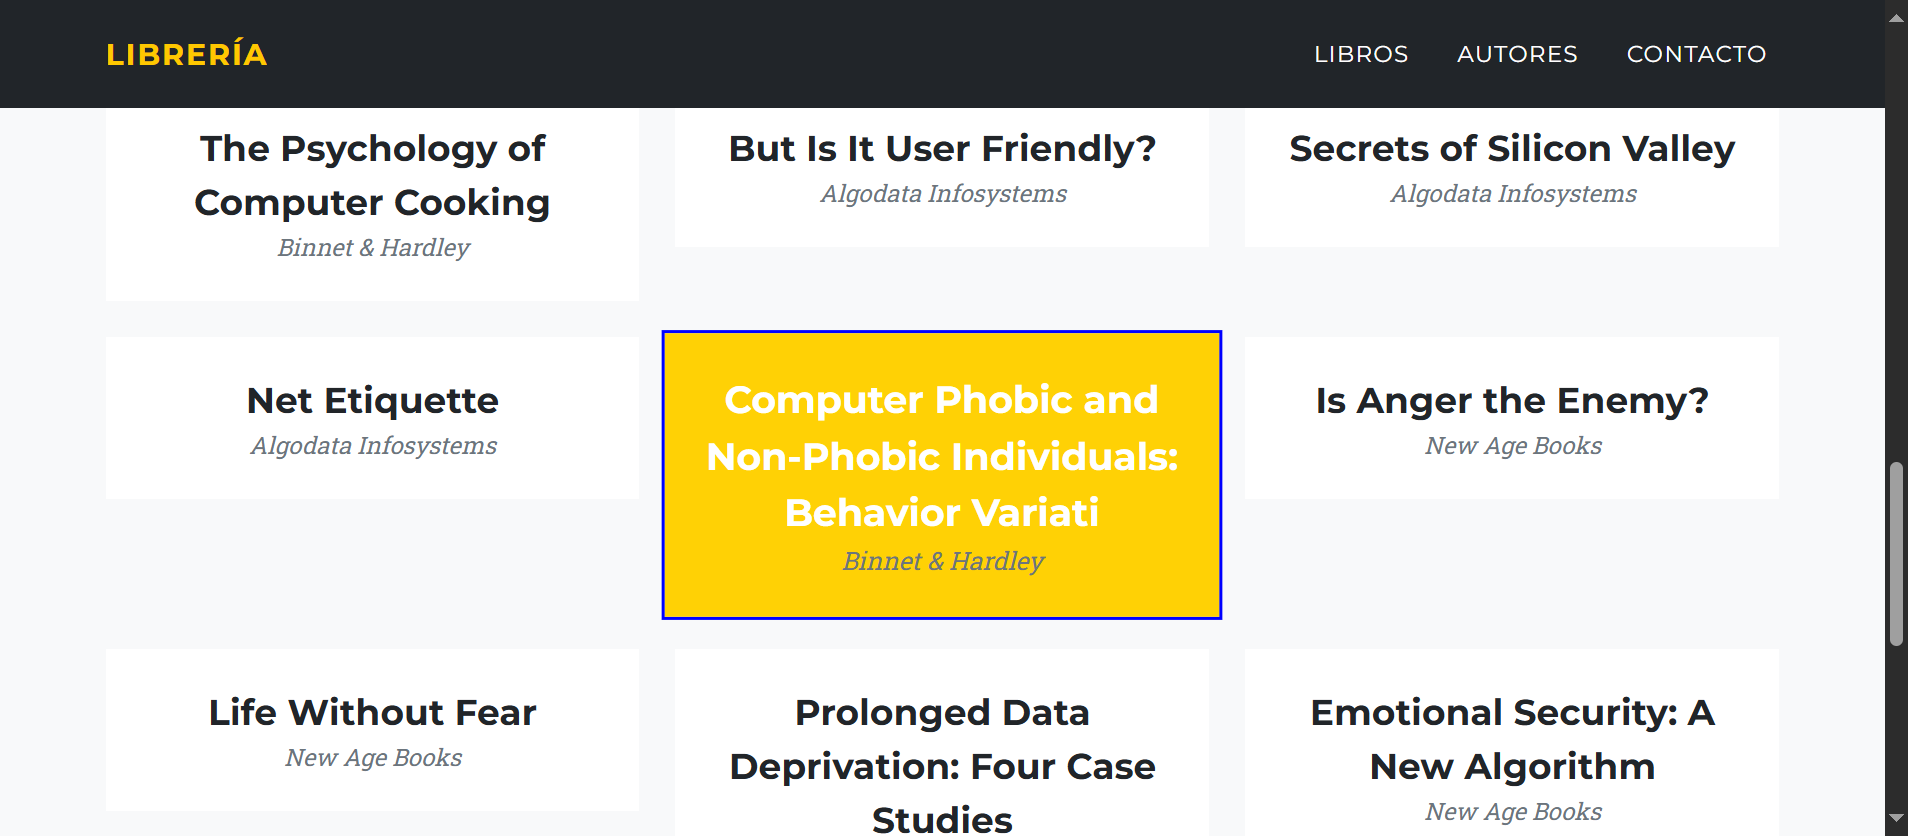 LIBRERÍA
LIBROS AUTORES CONTACTO
The Psychology of
Computer Cooking
Binnet & Hardley
But Is It User Friendly?
Algodata Infosystems
Secrets of Silicon Valley
Algodata Infosystems
Net Etiquette
Algodata Infosystems
Computer Phobic and
Non-Phobic Individuals:
Behavior Variati
Binnet & Hardley
Is Anger the Enemy?
New Age Books
Life Without Fear
New Age Books
Prolonged Data
Deprivation: Four Case
Studies
Emotional Security: A
New Algorithm
New Age Books